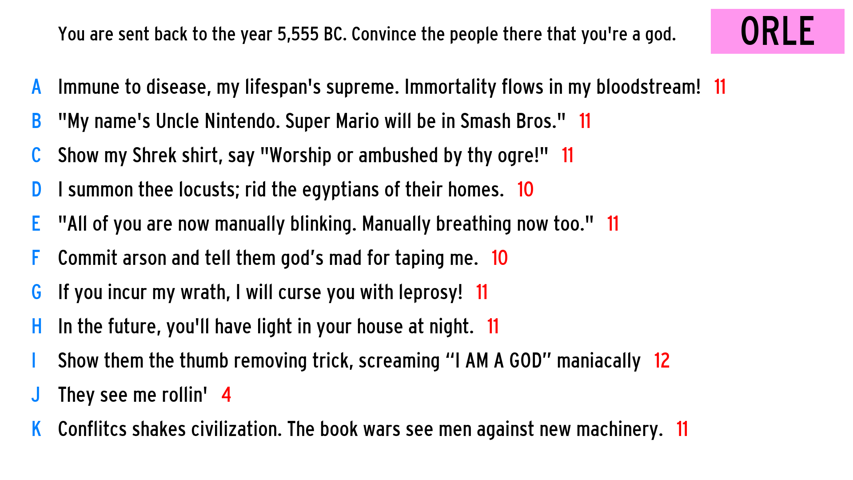 You are sent back to the year 5,555 BC. Convince the people there that you're a god.
ORLE
A Immune to disease, my lifespan's supreme. Immortality flows in my bloodstream! 11
B "My name's Uncle Nintendo. Super Mario will be in Smash Bros." 11
C Show my Shrek shirt, say "Worship or ambushed by thy ogre!" 11
D I summon thee locusts; rid the egyptians of their homes. 10
E "All of you are now manually blinking. Manually breathing now too." 11
F Commit arson and tell them god’s mad for taping me. 10
G If you incur my wrath, I will curse you with leprosy! 11
H In the future, you'll have light in your house at night. 11
I Show them the thumb removing trick, screaming “I AM A GOD” maniacally 12
J They see me rollin' 4
K Conflitcs shakes civilization. The book wars see men against new machinery. 11